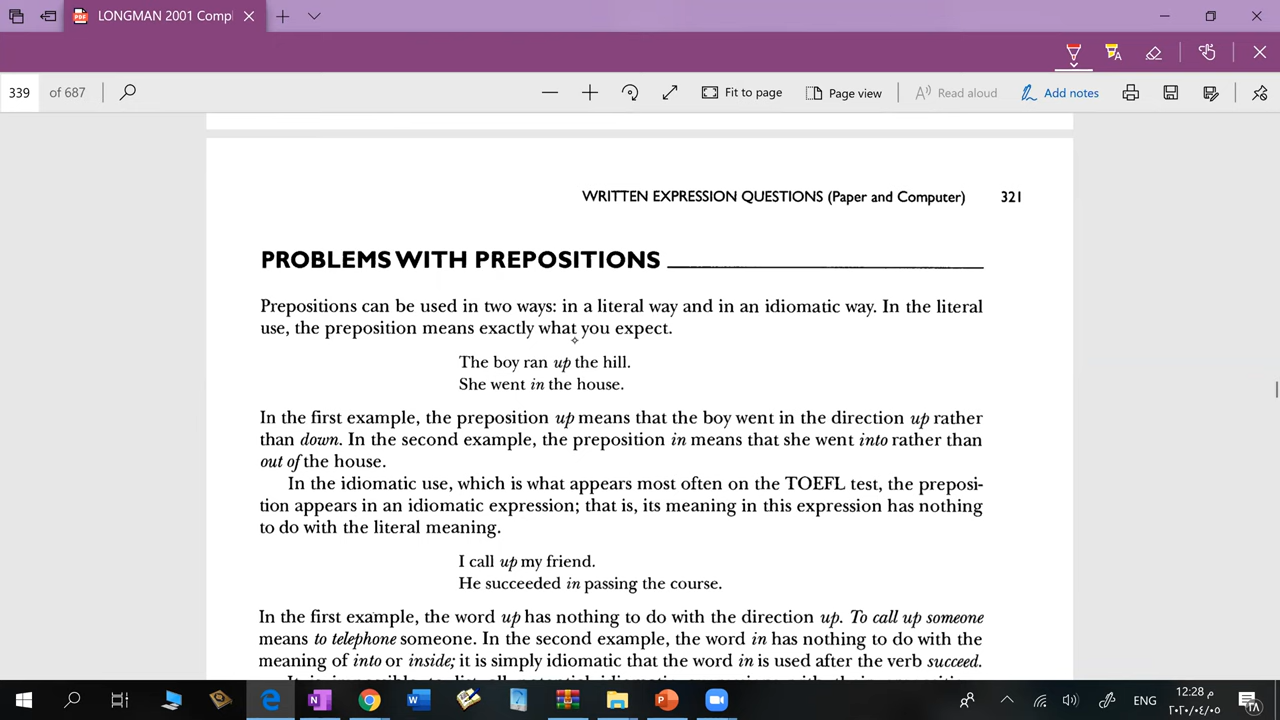 LONGMAN 2001 Compl
339 of 687
Fit to page
Page view
Read aloud
Add notes
WRITTEN EXPRESSION QUESTIONS (Paper and Computer) 321
PROBLEMS WITH PREPOSITIONS
Prepositions can be used in two ways: in a literal way and in an idiomatic way. In the literal
use, the preposition means exactly what you expect.
The boy ran up the hill.
She went in the house.
In the first example, the preposition up means that the boy went in the direction up rather
than down. In the second example, the preposition in means that she went into rather than
out of the house.
In the idiomatic use, which is what appears most often on the TOEFL test, the preposi-
tion appears in an idiomatic expression; that is, its meaning in this expression has nothing
to do with the literal meaning.
I call up my friend.
He succeeded in passing the course.
In the first example, the word up has nothing to do with the direction up. To call up someone
means to telephone someone. In the second example, the word in has nothing to do with the
meaning of into or inside; it is simply idiomatic that the word in is used after the verb succeed.
ENG
12:28 م
٢٠٢٠/٠٤/٠٥